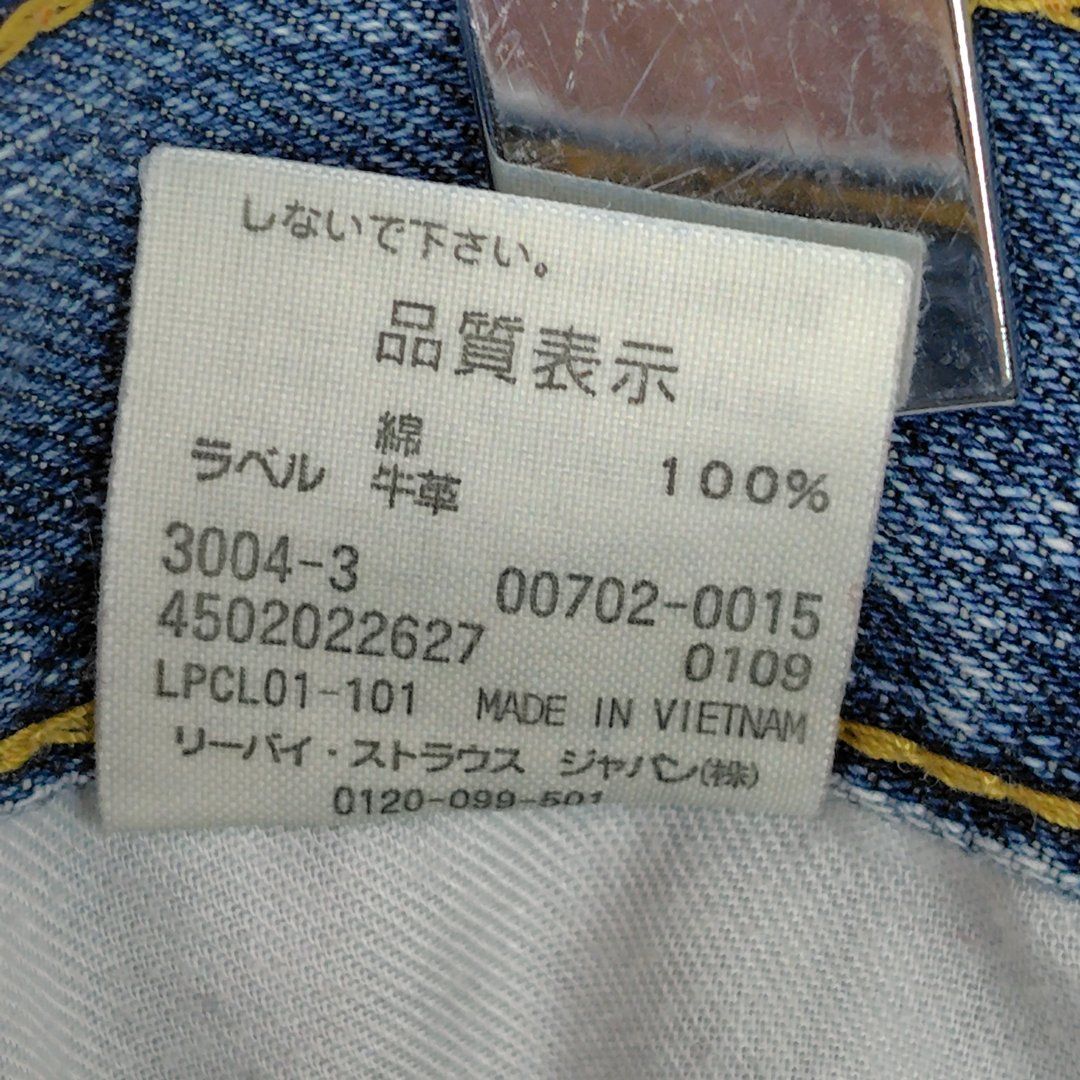 しないで下さい。
品質表示
綿 100%
ラベル 牛革
3004-3 00702-0015
4502022627 0109
LPCL01-101 MADE IN VIETNAM
リーバイ・ストラウス ジャパン(株)
0120-099-501